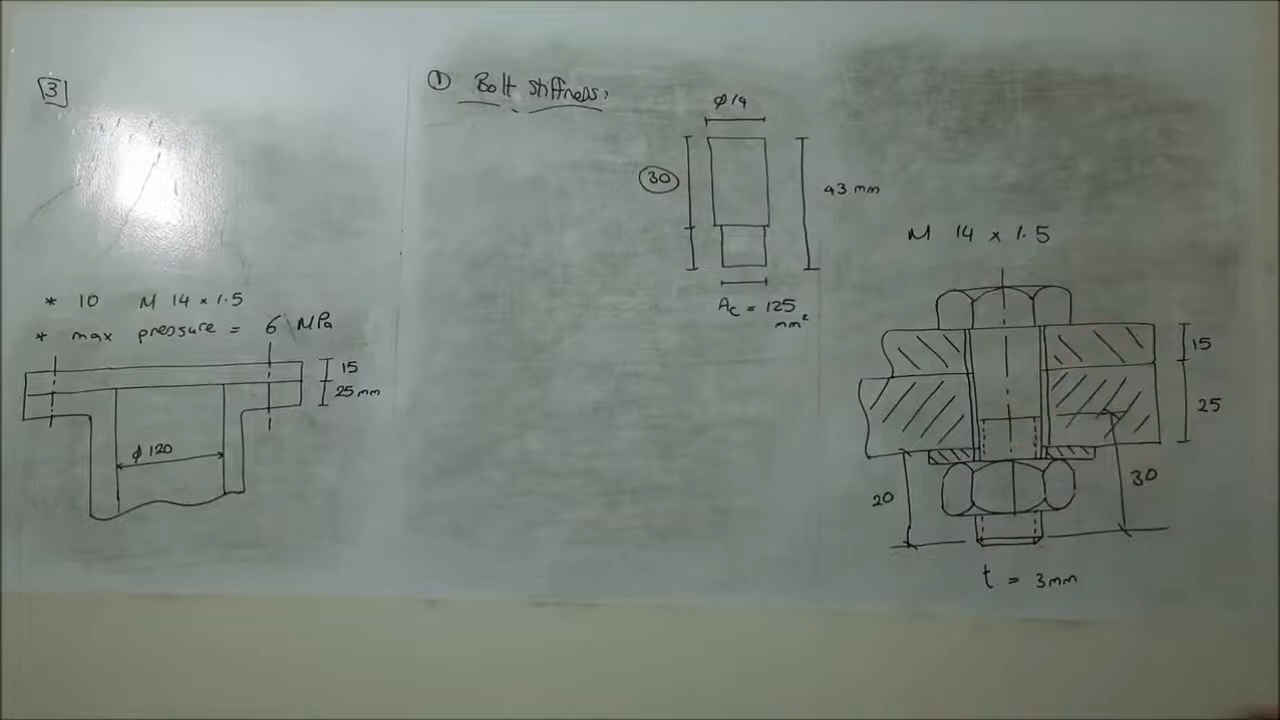 3
* 10 M 14 × 1.5
* max pressure = 6 MPa
15
25 mm
φ 120
① Bolt stiffness:
φ 14
30
43 mm
Ac = 125 mm²
M 14 × 1.5
15
25
20
30
t = 3mm